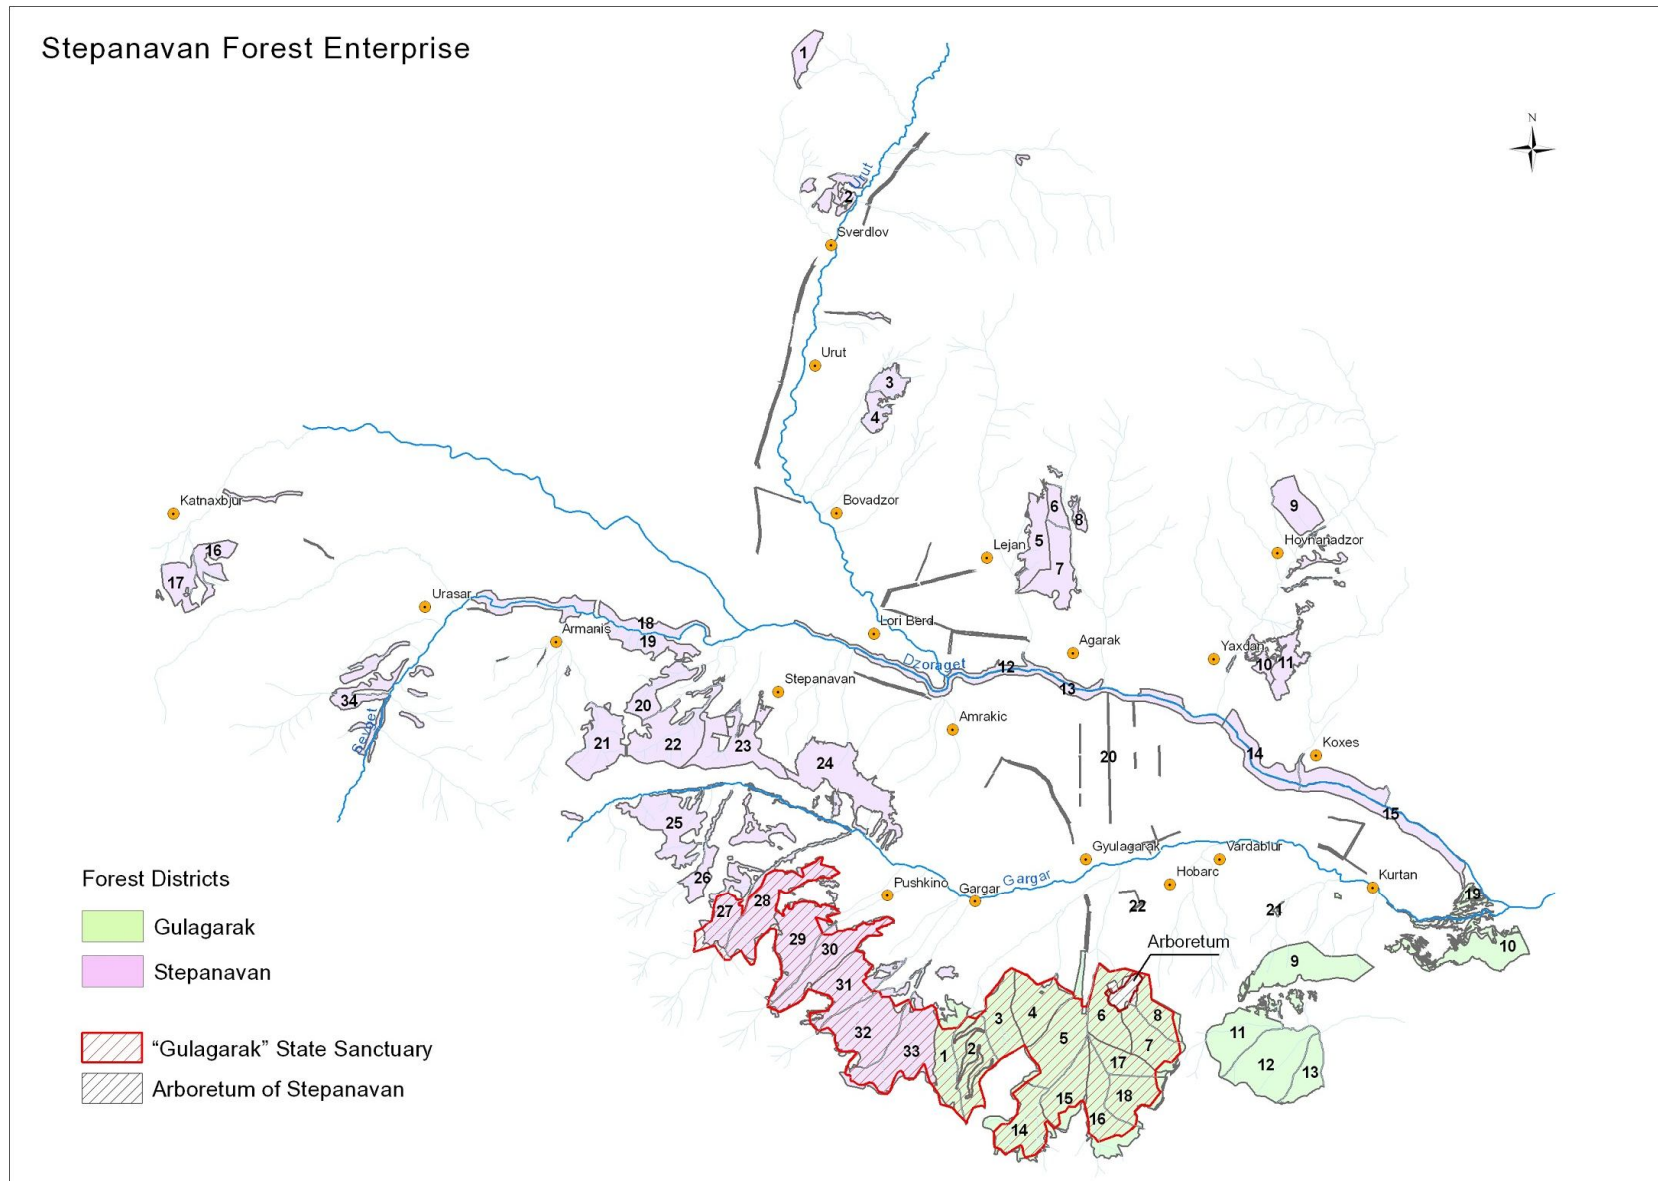 Stepanavan Forest Enterprise
1
N
2
Urut
Sverdlov
Urut
3
4
Katnaxbjur
Bovadzor
6
8
5
7
Lejan
9
Hovnanadzor
16
17
Urasar
18
19
Armanis
Lori Berd
Dzoraget
12
13
Agarak
Yaxdan
10
11
34
Sevget
Stepanavan
20
21
22
23
24
Amrakic
20
14
Koxes
15
25
26
27
28
Pushkino
Gargar
Gargar
Gyulagarak
Vardablur
Hobarc
Kurtan
22
21
19
Arboretum
10
9
29
30
31
32
33
1
2
3
4
5
6
8
7
17
18
15
16
14
11
12
13
Forest Districts
Gulagarak
Stepanavan
“Gulagarak” State Sanctuary
Arboretum of Stepanavan